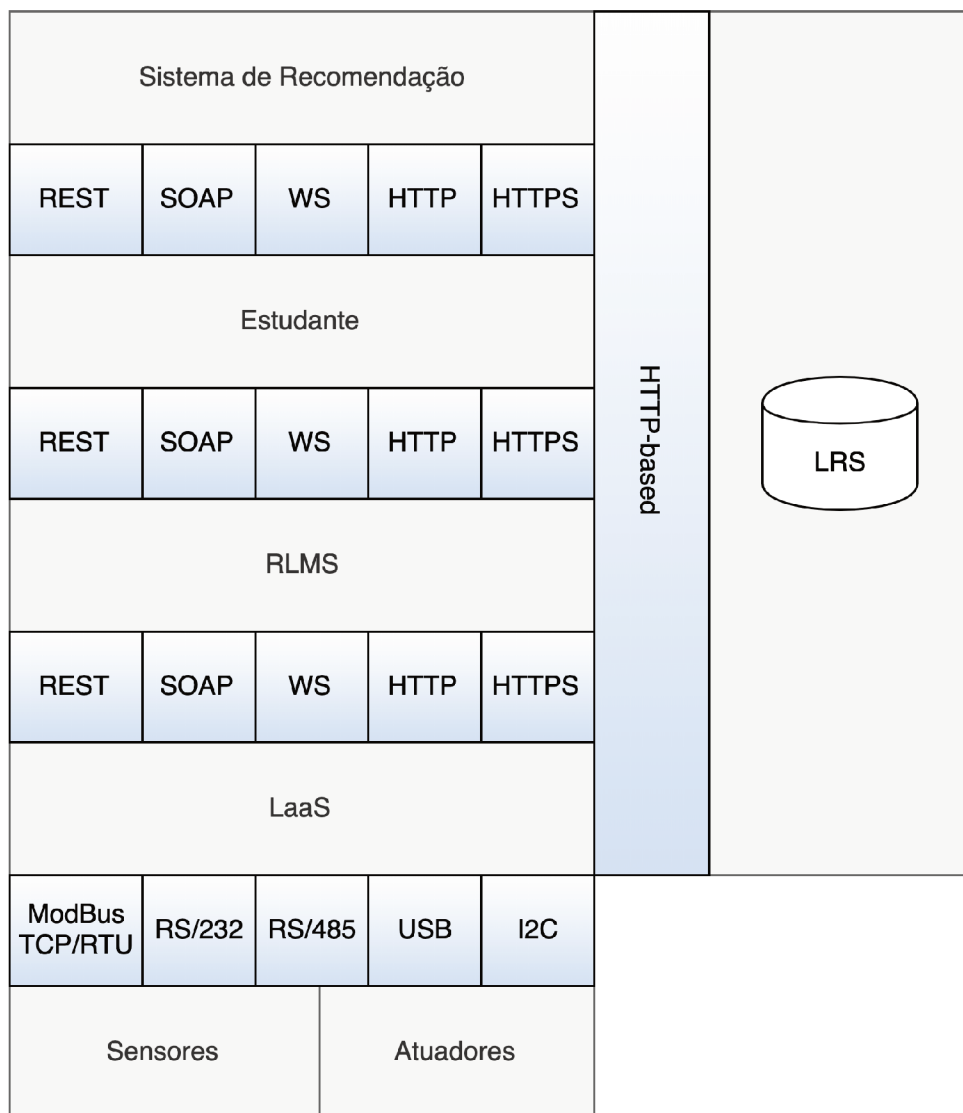 Sistema de Recomendação
REST SOAP WS HTTP HTTPS
Estudante
REST SOAP WS HTTP HTTPS
RLMS
REST SOAP WS HTTP HTTPS
LaaS
ModBus
TCP/RTU
RS/232 RS/485 USB I2C
Sensores Atuadores
HTTP-based
LRS